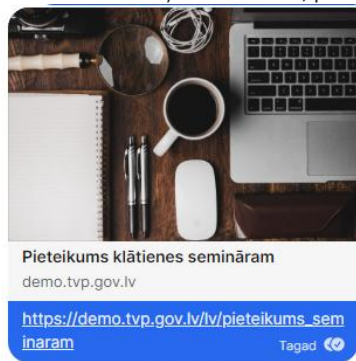 Pieteikums klātienes semināram
demo.tvp.gov.lv
https://demo.tvp.gov.lv/lv/pieteikums_sem
inaram
Tagad